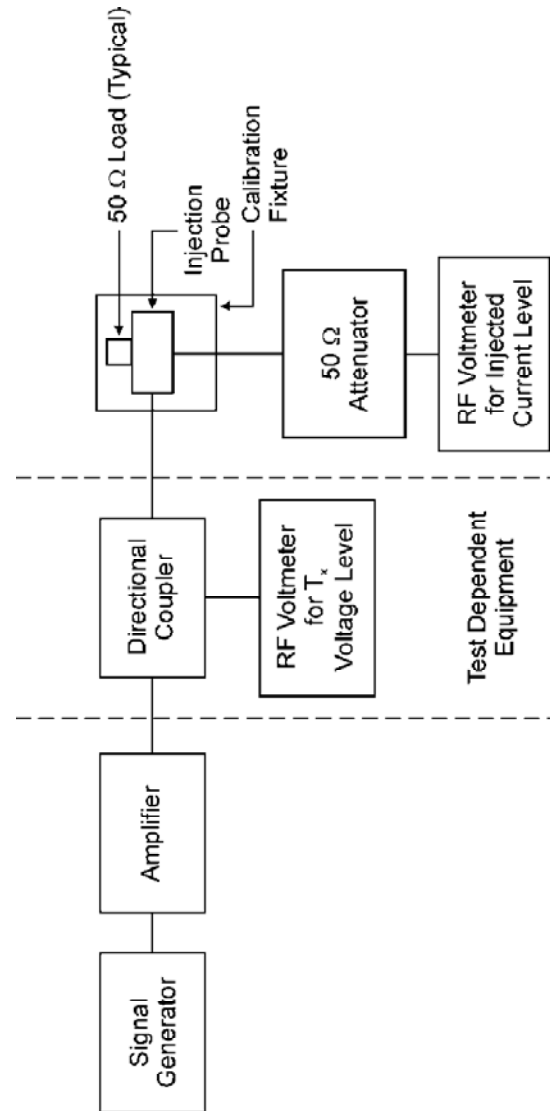 Signal
Generator
Amplifier
Directional
Coupler
RF Voltmeter
for Tx
Voltage Level
Test Dependent
Equipment
50 Ω Load (Typical)
Injection
Probe
Calibration
Fixture
50 Ω
Attenuator
RF Voltmeter
for Injected
Current Level